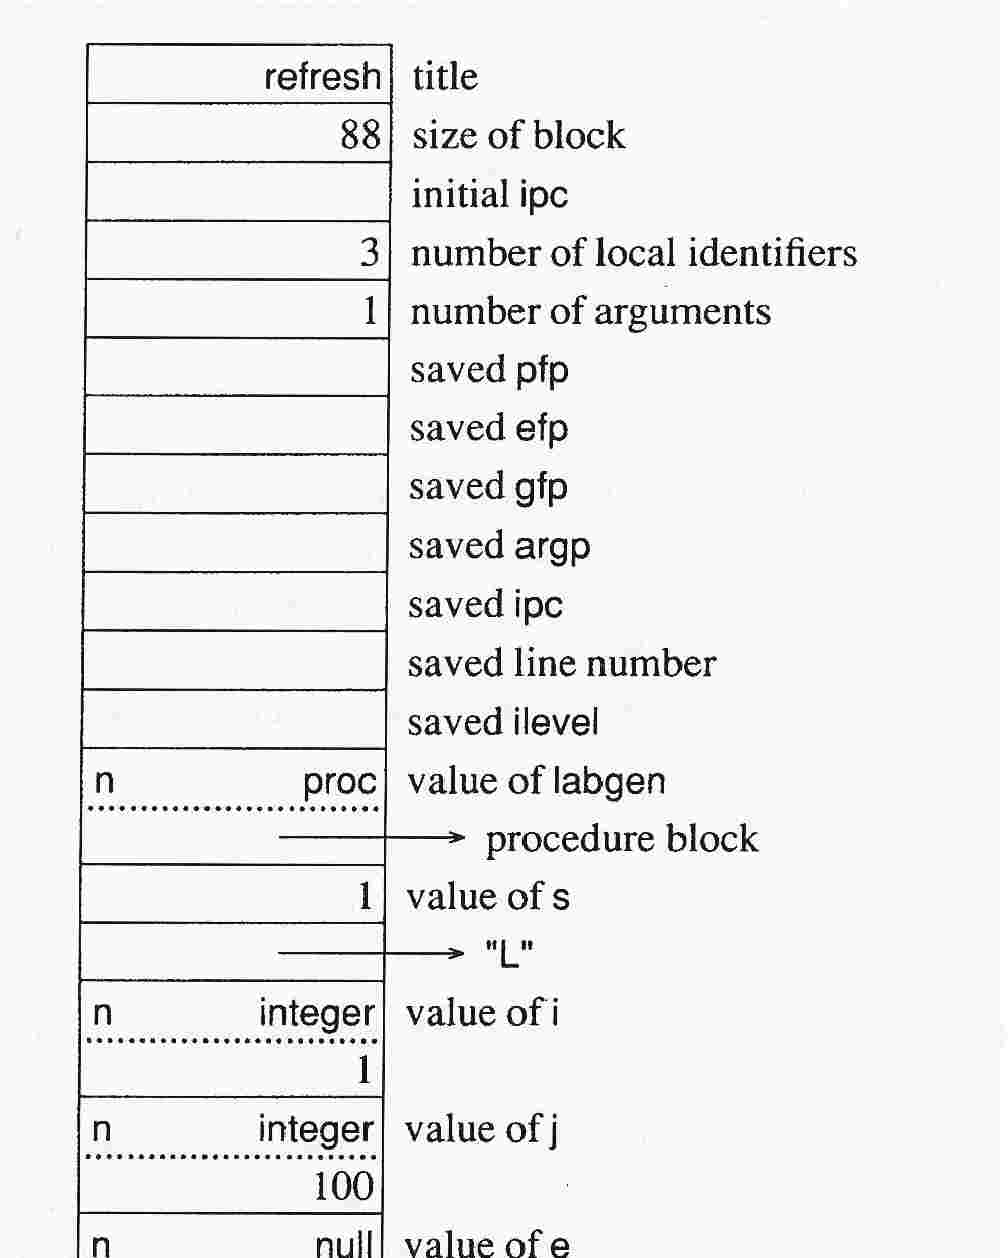 refresh title
88 size of block
initial ipc
3 number of local identifiers
1 number of arguments
saved pfp
saved efp
saved gfp
saved argp
saved ipc
saved line number
saved ilevel
n proc value of labgen
procedure block
1 value of s
"L"
n integer value of i
1
n integer value of j
100
n null value of e